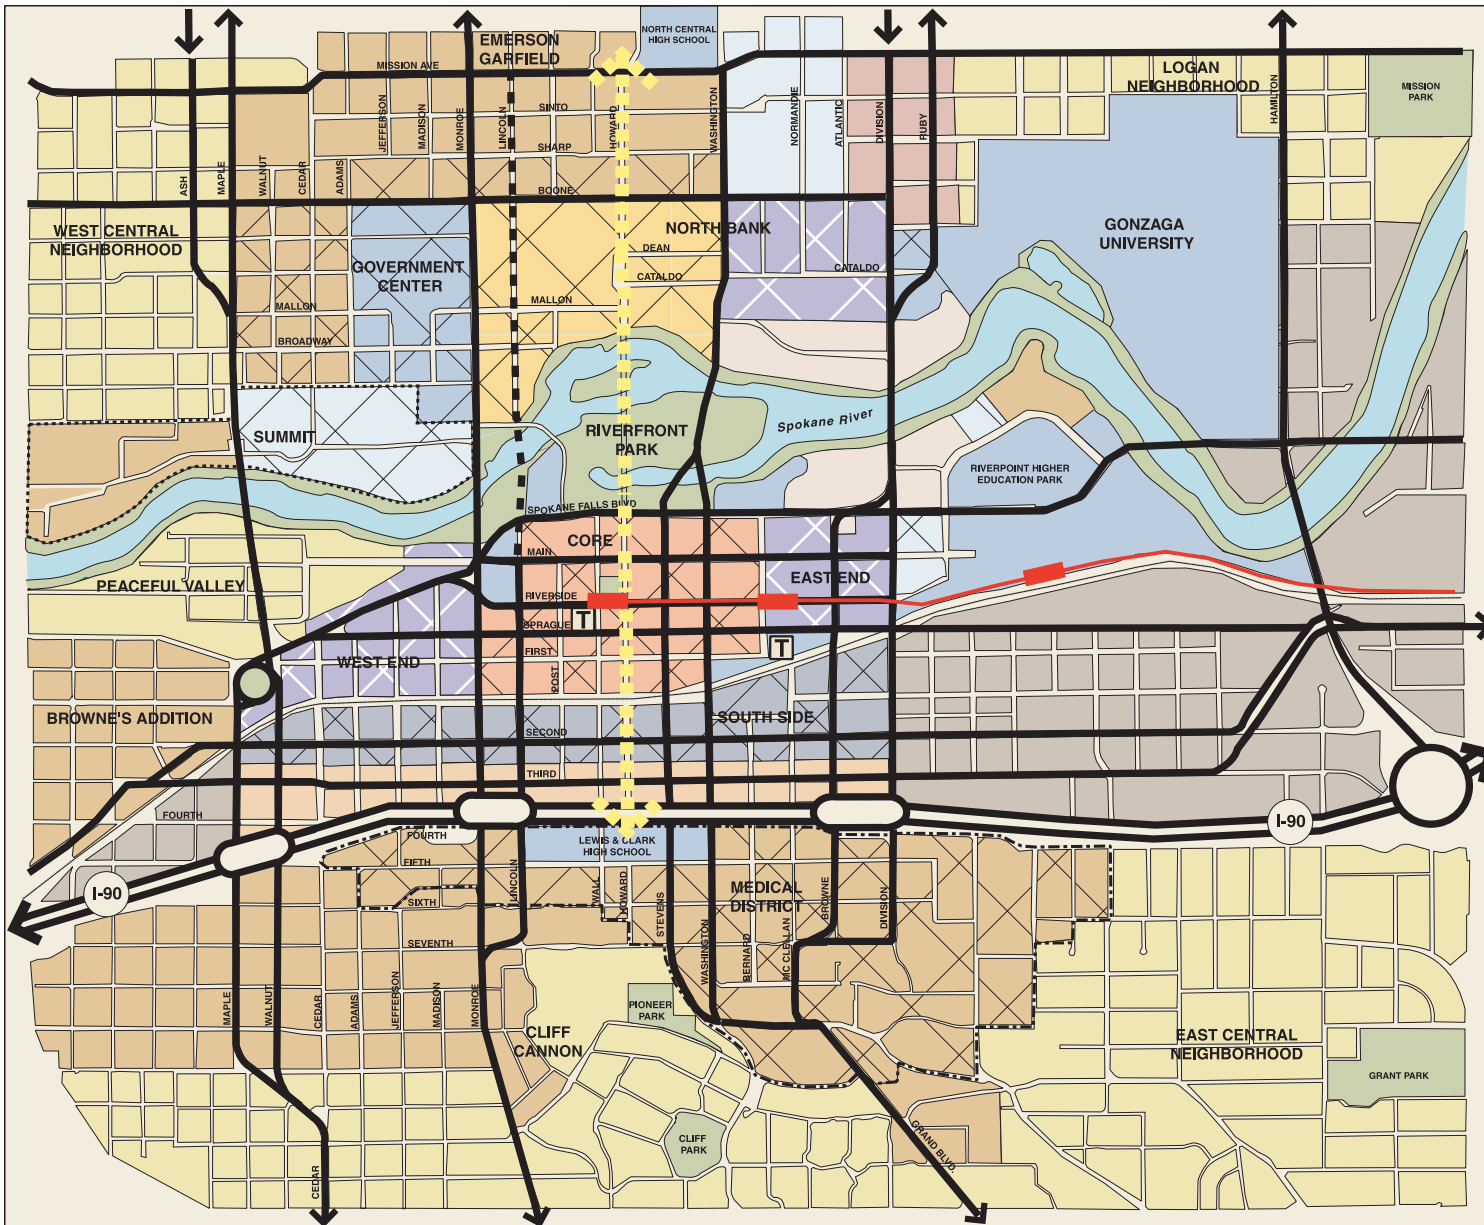 NORTH CENTRAL
HIGH SCHOOL
EMERSON
GARFIELD
MISSION AVE
LOGAN
NEIGHBORHOOD
MISSION
PARK
JEFFERSON
MADISON
MONROE
LINCOLN
SINTO
HOWARD
WASHINGTON
NORMANDIE
ATLANTIC
DIVISION
RUBY
HAMILTON
SHARP
ASH
MAPLE
WALNUT
CEDAR
ADAMS
BOONE
WEST CENTRAL
NEIGHBORHOOD
NORTH BANK
GONZAGA
UNIVERSITY
GOVERNMENT
CENTER
DEAN
CATALDO
CATALDO
MALLON
MALLON
BROADWAY
SUMMIT
RIVERFRONT
PARK
Spokane River
RIVERPOINT HIGHER
EDUCATION PARK
SPOKANE FALLS BLVD
CORE
MAIN
EAST END
PEACEFUL VALLEY
RIVERSIDE
T
SPRAGUE
T
FIRST
WEST END
POST
BROWNE'S ADDITION
SOUTH SIDE
SECOND
THIRD
FOURTH
I-90
FOURTH
LEWIS & CLARK
HIGH SCHOOL
FIFTH
LINCOLN
WALL
HOWARD
STEVENS
MEDICAL
DISTRICT
BROWNE
DIVISION
I-90
SIXTH
SEVENTH
WASHINGTON
BERNARD
MC CLELLAN
MAPLE
WALNUT
CEDAR
ADAMS
JEFFERSON
MADISON
MONROE
PIONEER
PARK
CLIFF
CANNON
EAST CENTRAL
NEIGHBORHOOD
GRANT PARK
CLIFF
PARK
GRAND BLVD.
CEDAR